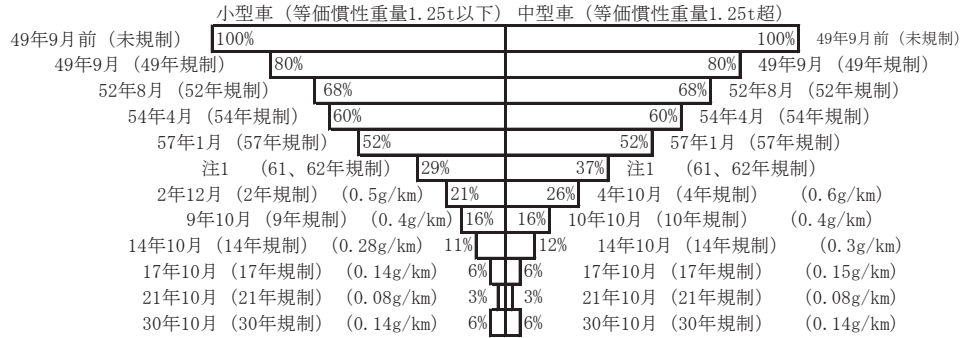 小型車（等価慣性重量1.25t以下） 中型車（等価慣性重量1.25t超）
49年9月前（未規制） 100% 100% 49年9月前（未規制）
49年9月（49年規制） 80% 80% 49年9月（49年規制）
52年8月（52年規制） 68% 68% 52年8月（52年規制）
54年4月（54年規制） 60% 60% 54年4月（54年規制）
57年1月（57年規制） 52% 52% 57年1月（57年規制）
注1 （61、62年規制） 29% 37% 注1 （61、62年規制）
2年12月（2年規制） (0.5g/km) 21% 26% 4年10月（4年規制） (0.6g/km)
9年10月（9年規制） (0.4g/km) 16% 16% 10年10月（10年規制） (0.4g/km)
14年10月（14年規制） (0.28g/km) 11% 12% 14年10月（14年規制） (0.3g/km)
17年10月（17年規制） (0.14g/km) 6% 6% 17年10月（17年規制） (0.15g/km)
21年10月（21年規制） (0.08g/km) 3% 3% 21年10月（21年規制） (0.08g/km)
30年10月（30年規制） (0.14g/km) 6% 6% 30年10月（30年規制） (0.14g/km)